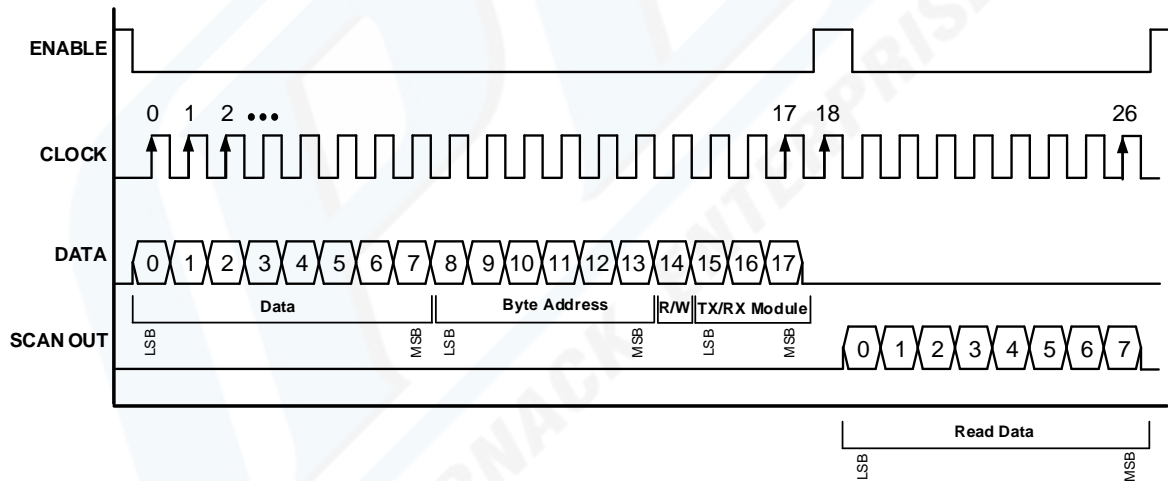 ENABLE
0 1 2 ••• 17 18 26
CLOCK
DATA
0 1 2 3 4 5 6 7 8 9 10 11 12 13 14 15 16 17
Data Byte Address R/W TX/RX Module
LSB MSB LSB MSB LSB MSB
SCAN OUT
0 1 2 3 4 5 6 7
Read Data
LSB MSB